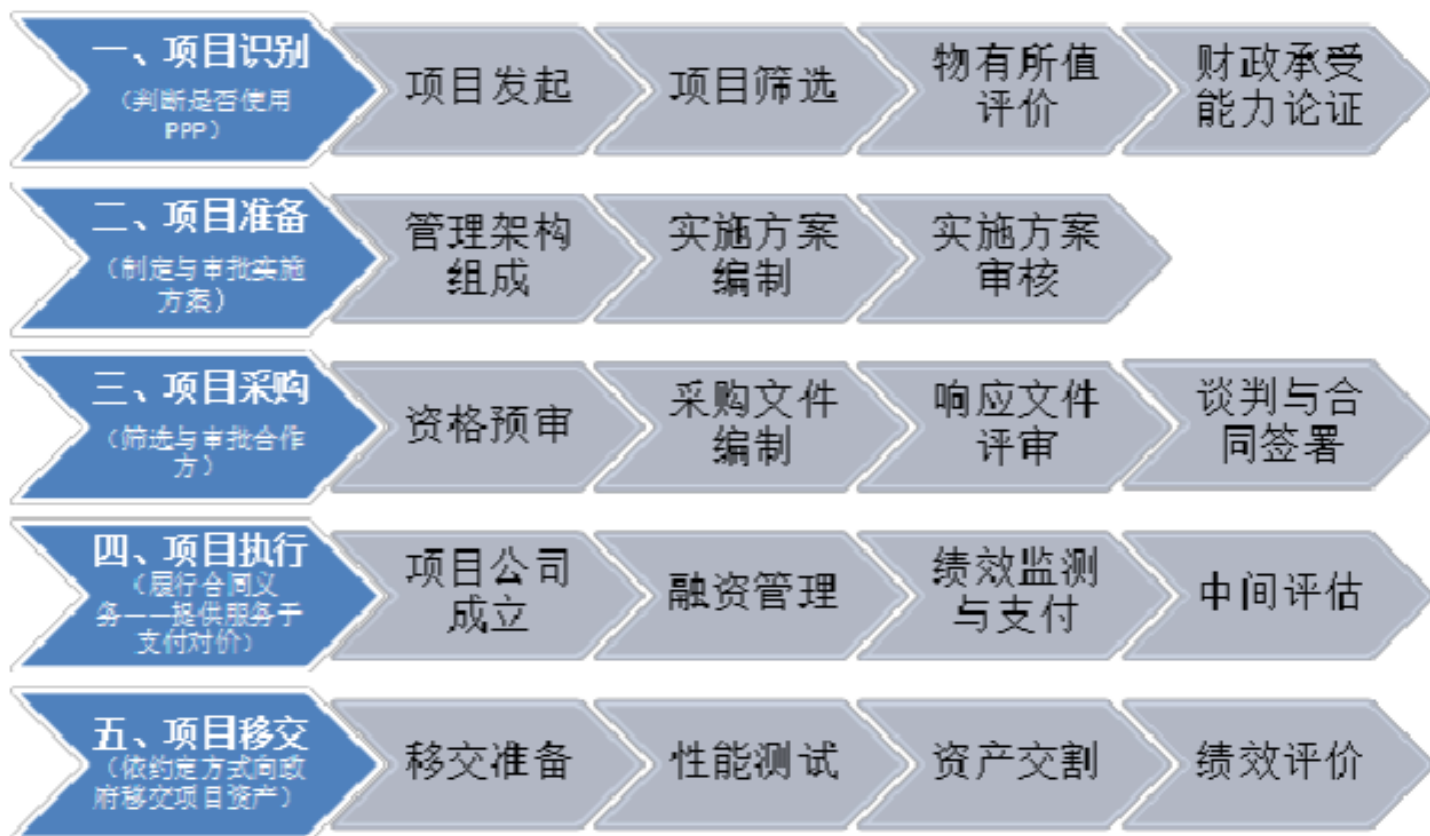 一、项目识别
（判断是否使用
PPP）
项目发起
项目筛选
物有所值
评价
财政承受
能力论证
二、项目准备
（制定与审批实施
方案）
管理架构
组成
实施方案
编制
实施方案
审核
三、项目采购
（筛选与审批合作
方）
资格预审
采购文件
编制
响应文件
评审
谈判与合
同签署
四、项目执行
（履行合同义
务——提供服务于
支付对价）
项目公司
成立
融资管理
绩效监测
与支付
中间评估
五、项目移交
（依约定方式向政
府移交项目资产）
移交准备
性能测试
资产交割
绩效评价